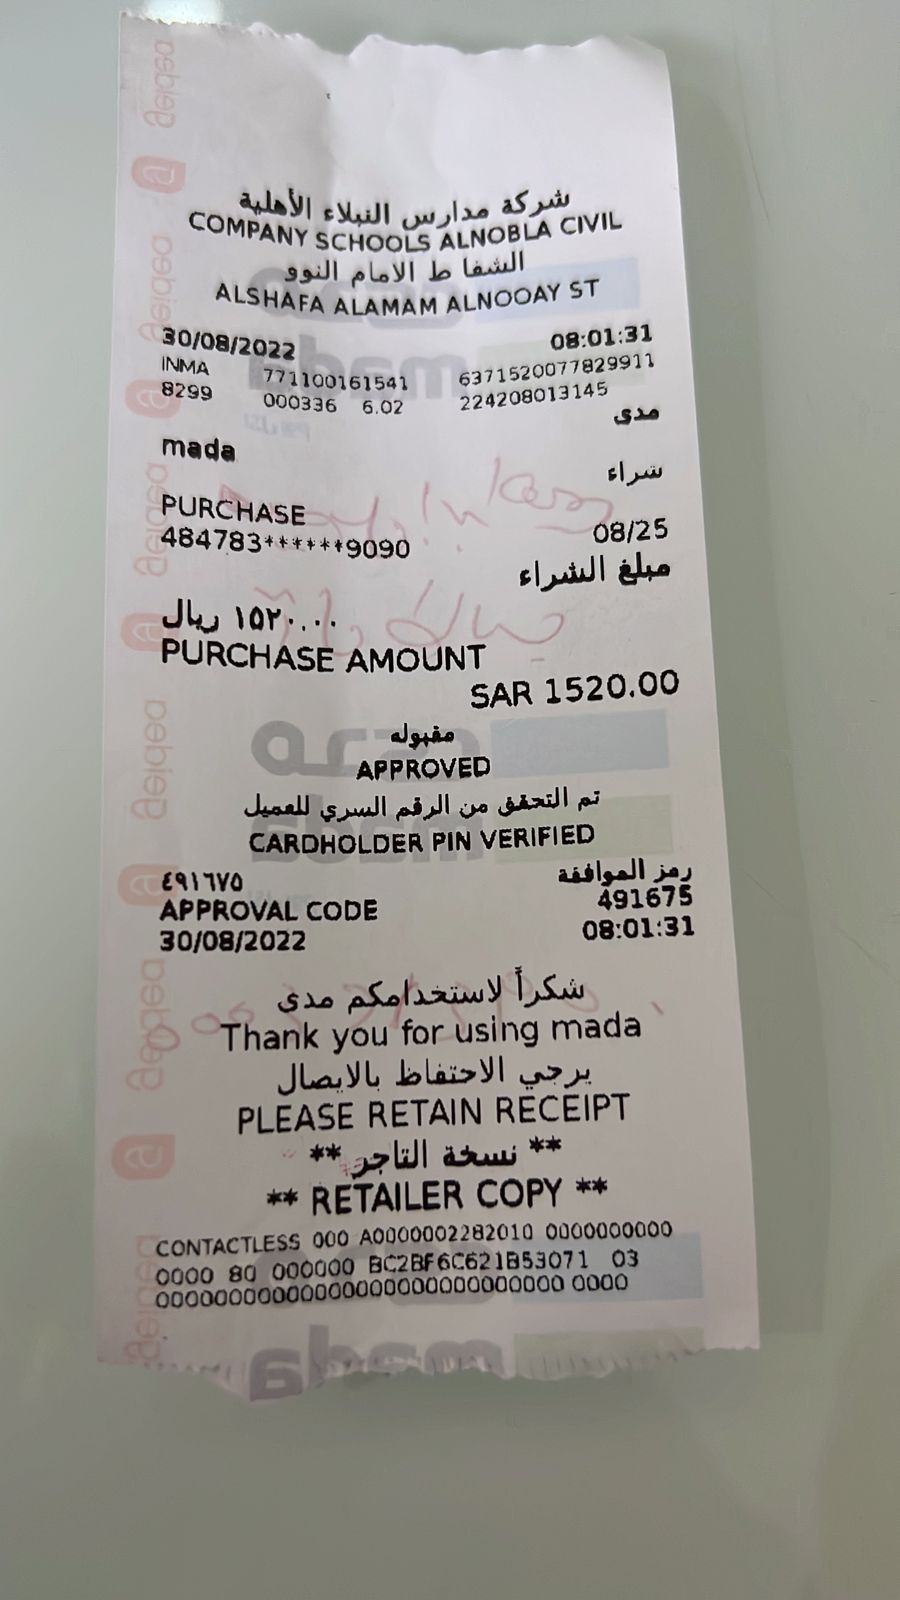 شركة مدارس النبلاء الأهلية
COMPANY SCHOOLS ALNOBLA CIVIL
الشفا ط الامام النوو
ALSHAFA ALAMAM ALNOOAY ST
30/08/2022 08:01:31
INMA 771100161541 6371520077829911
8299 000336 6.02 224208013145
مدى
mada
شراء
PURCHASE
484783******9090 08/25
مبلغ الشراء
١٥٢٠.٠٠ ريال
PURCHASE AMOUNT
SAR 1520.00
مقبوله
APPROVED
تم التحقق من الرقم السري للعميل
CARDHOLDER PIN VERIFIED
رمز الموافقة ٤٩١٦٧٥
APPROVAL CODE 491675
30/08/2022 08:01:31
شكراً لاستخدامكم مدى
Thank you for using mada
يرجي الاحتفاظ بالايصال
PLEASE RETAIN RECEIPT
** نسخة التاجر **
** RETAILER COPY **
CONTACTLESS 000 A0000002282010 0000000000
0000 80 000000 BC2BF6C621B53071 03